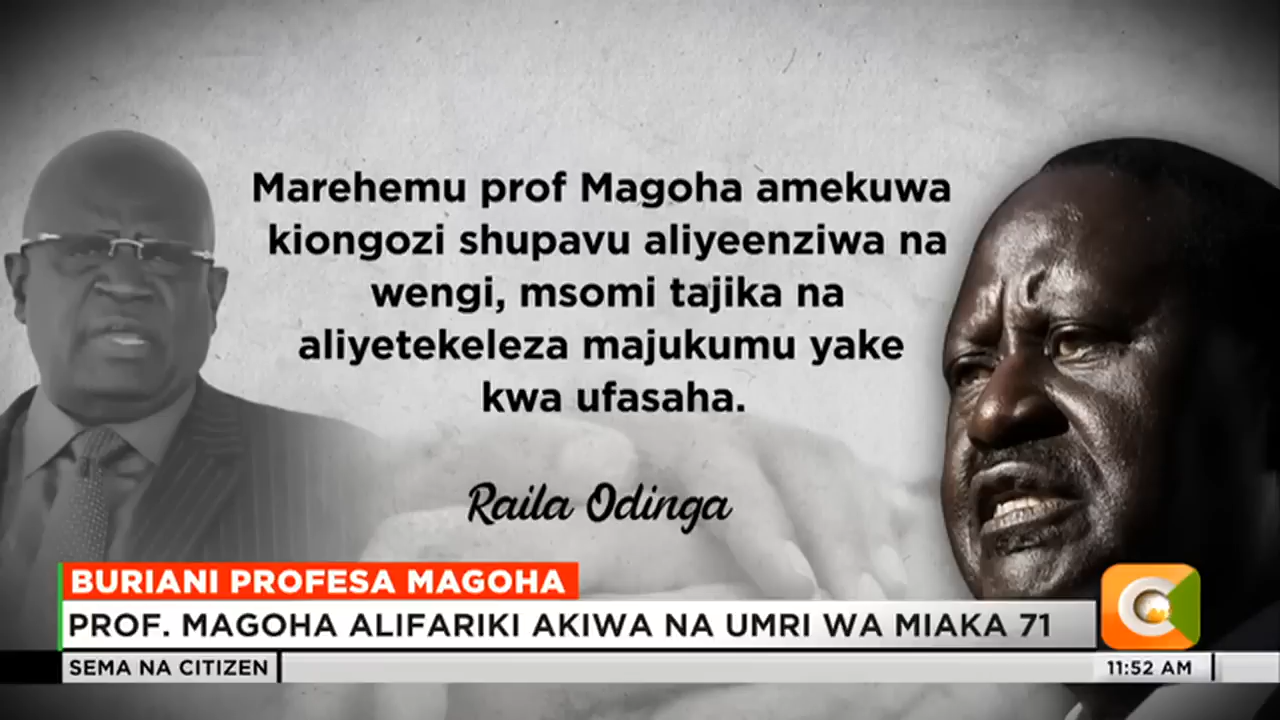 Marehemu prof Magoha amekuwa
kiongozi shupavu aliyeenziwa na
wengi, msomi tajika na
aliyetekeleza majukumu yake
kwa ufasaha.
Raila Odinga
BURIANI PROFESA MAGOHA
PROF. MAGOHA ALIFARIKI AKIWA NA UMRI WA MIAKA 71
SEMA NA CITIZEN
11:52 AM